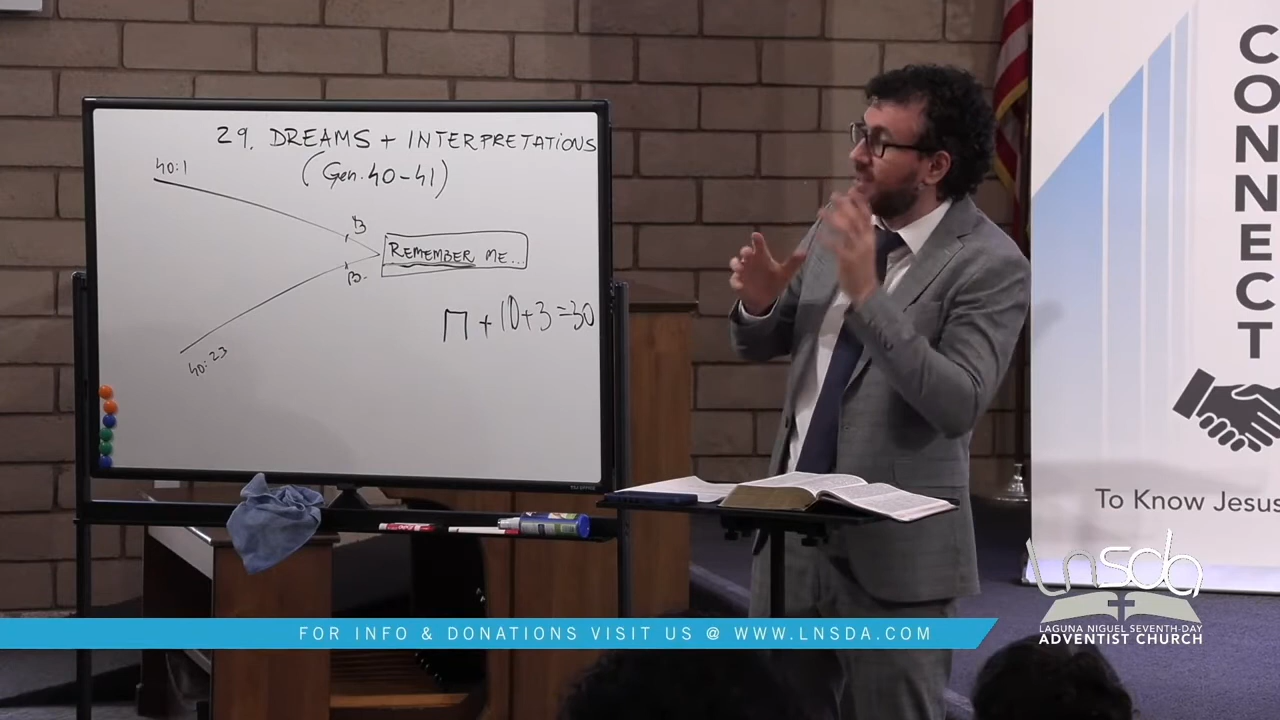 29. DREAMS + INTERPRETATIONS
(Gen. 40-41)
40:1
B
REMEMBER ME...
B.
17 + 10+3=30
40:23
CONNECT
To Know Jesus
LNSDA
LAGUNA NIGUEL SEVENTH-DAY
ADVENTIST CHURCH
FOR INFO & DONATIONS VISIT US @ WWW.LNSDA.COM